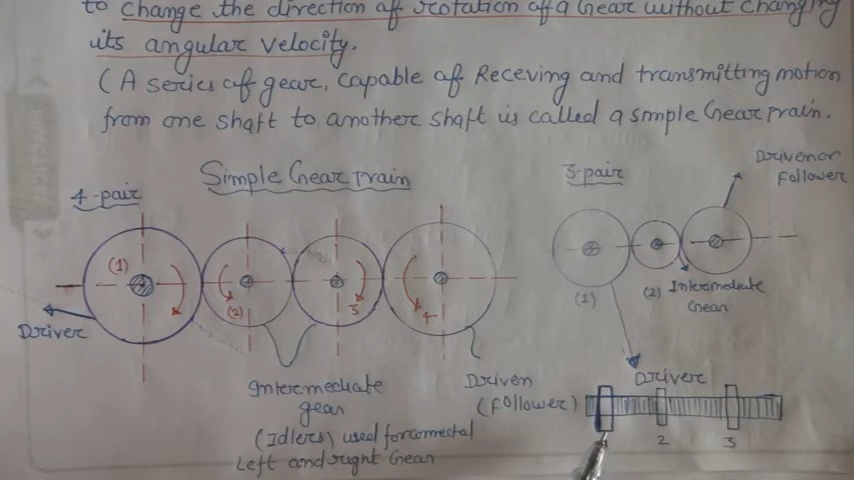 to change the direction of rotation of a Gear without changing
its angular velocity.
(A series of gear, capable of Receving and transmitting motion
from one shaft to another shaft is called a smple Gear train.
Simple Gear train
4-pair
(1)
(2)
3
4
Driver
Intermediate
gear
(Idlers) used for
Left and right Gear
Driven
(Follower)
3-pair
Driven or
Follower
(1)
(2) Intermediate
Gear
Driver
2
3